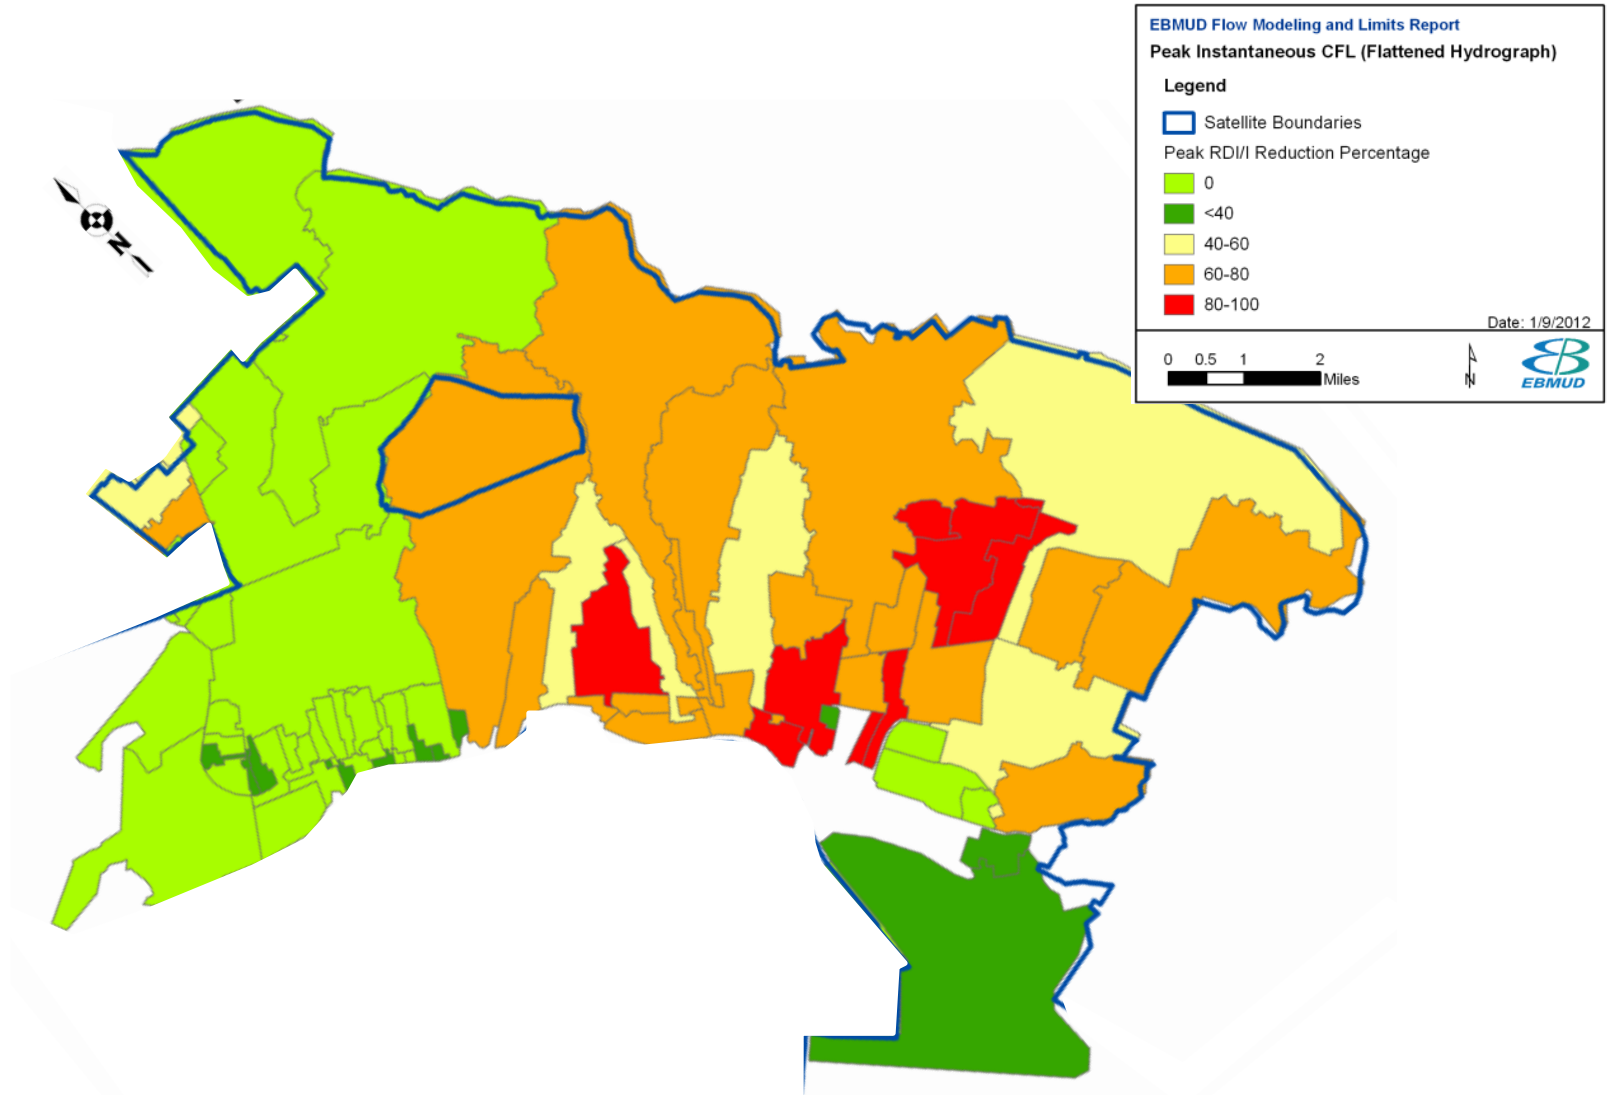 EBMUD Flow Modeling and Limits Report
Peak Instantaneous CFL (Flattened Hydrograph)
Legend
Satellite Boundaries
Peak RDI/I Reduction Percentage
0
<40
40-60
60-80
80-100
Date: 1/9/2012
0 0.5 1 2
Miles
N
EBMUD
N